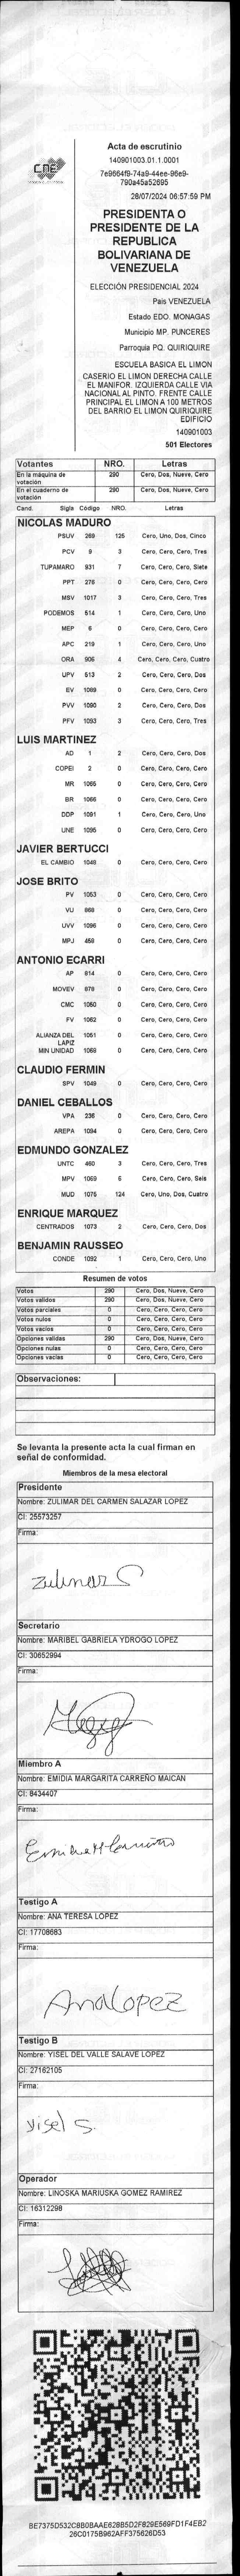 CNE
Acta de escrutinio
140901003.01.1.0001
7e9664f9-74a9-44ee-96e9-
790a45a52695
28/07/2024 06:57:59 PM
PRESIDENTA O
PRESIDENTE DE LA
REPUBLICA
BOLIVARIANA DE
VENEZUELA
ELECCIÓN PRESIDENCIAL 2024
Pais VENEZUELA
Estado EDO. MONAGAS
Municipio MP. PUNCERES
Parroquia PQ. QUIRIQUIRE
ESCUELA BASICA EL LIMON
CASERIO EL LIMON DERECHA CALLE
EL MANIFOR. IZQUIERDA CALLE VIA
NACIONAL AL PINTO. FRENTE CALLE
PRINCIPAL EL LIMON A 100 METROS
DEL BARRIO EL LIMON QUIRIQUIRE
EDIFICIO
140901003
501 Electores
Votantes NRO. Letras
En la máquina de votación 290 Cero, Dos, Nueve, Cero
En el cuaderno de votación 290 Cero, Dos, Nueve, Cero
Cand. Sigla Código NRO. Letras
NICOLAS MADURO
PSUV 269 125 Cero, Uno, Dos, Cinco
PCV 9 3 Cero, Cero, Cero, Tres
TUPAMARO 931 7 Cero, Cero, Cero, Siete
PPT 276 0 Cero, Cero, Cero, Cero
MSV 1017 3 Cero, Cero, Cero, Tres
PODEMOS 514 1 Cero, Cero, Cero, Uno
MEP 6 0 Cero, Cero, Cero, Cero
APC 219 1 Cero, Cero, Cero, Uno
ORA 906 4 Cero, Cero, Cero, Cuatro
UPV 513 2 Cero, Cero, Cero, Dos
EV 1089 0 Cero, Cero, Cero, Cero
PVV 1090 2 Cero, Cero, Cero, Dos
PFV 1093 3 Cero, Cero, Cero, Tres
LUIS MARTINEZ
AD 1 2 Cero, Cero, Cero, Dos
COPEI 2 0 Cero, Cero, Cero, Cero
MR 1065 0 Cero, Cero, Cero, Cero
BR 1066 0 Cero, Cero, Cero, Cero
DDP 1091 1 Cero, Cero, Cero, Uno
UNE 1095 0 Cero, Cero, Cero, Cero
JAVIER BERTUCCI
EL CAMBIO 1048 0 Cero, Cero, Cero, Cero
JOSE BRITO
PV 1053 0 Cero, Cero, Cero, Cero
VU 868 0 Cero, Cero, Cero, Cero
UVV 1096 0 Cero, Cero, Cero, Cero
MPJ 458 0 Cero, Cero, Cero, Cero
ANTONIO ECARRI
AP 814 0 Cero, Cero, Cero, Cero
MOVEV 878 0 Cero, Cero, Cero, Cero
CMC 1050 0 Cero, Cero, Cero, Cero
FV 1062 0 Cero, Cero, Cero, Cero
ALIANZA DEL LAPIZ 1051 0 Cero, Cero, Cero, Cero
MIN UNIDAD 1068 0 Cero, Cero, Cero, Cero
CLAUDIO FERMIN
SPV 1049 0 Cero, Cero, Cero, Cero
DANIEL CEBALLOS
VPA 236 0 Cero, Cero, Cero, Cero
AREPA 1094 0 Cero, Cero, Cero, Cero
EDMUNDO GONZALEZ
UNTC 460 3 Cero, Cero, Cero, Tres
MPV 1069 6 Cero, Cero, Cero, Seis
MUD 1075 124 Cero, Uno, Dos, Cuatro
ENRIQUE MARQUEZ
CENTRADOS 1073 2 Cero, Cero, Cero, Dos
BENJAMIN RAUSSEO
CONDE 1092 1 Cero, Cero, Cero, Uno
Resumen de votos
Votos 290 Cero, Dos, Nueve, Cero
Votos validos 290 Cero, Dos, Nueve, Cero
Votos parciales 0 Cero, Cero, Cero, Cero
Votos nulos 0 Cero, Cero, Cero, Cero
Votos vacios 0 Cero, Cero, Cero, Cero
Opciones validas 290 Cero, Dos, Nueve, Cero
Opciones nulas 0 Cero, Cero, Cero, Cero
Opciones vacias 0 Cero, Cero, Cero, Cero
Observaciones:
Se levanta la presente acta la cual firman en
señal de conformidad.
Miembros de la mesa electoral
Presidente
Nombre: ZULIMAR DEL CARMEN SALAZAR LOPEZ
CI: 25573257
Firma:
Zulimar S
Secretario
Nombre: MARIBEL GABRIELA YDROGO LOPEZ
CI: 30652994
Firma:
Miembro A
Nombre: EMIDIA MARGARITA CARREÑO MAICAN
CI: 8434407
Firma:
Testigo A
Nombre: ANA TERESA LOPEZ
CI: 17708683
Firma:
Ana Lopez
Testigo B
Nombre: YISEL DEL VALLE SALAVE LOPEZ
CI: 27162105
Firma:
Yisel S.
Operador
Nombre: LINOSKA MARIUSKA GOMEZ RAMIREZ
CI: 16312298
Firma:
BE7375D532C8B0BAAE628B5D2F829E569FD1F4EB2
26C0175B962AFF375626D53